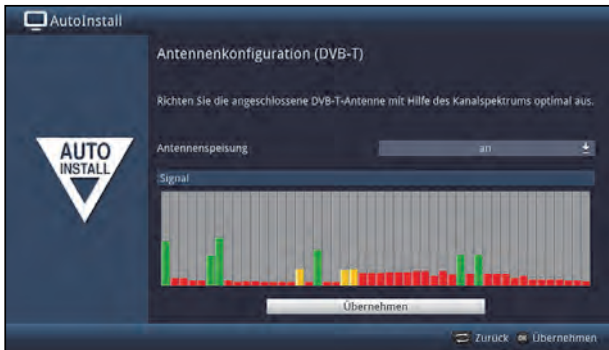 AutoInstall
Antennenkonfiguration (DVB-T)
Richten Sie die angeschlossene DVB-T-Antenne mit Hilfe des Kanalspektrums optimal aus.
AUTO
INSTALL
Antennenspeisung an
Signal
Übernehmen
Zurück OK Übernehmen